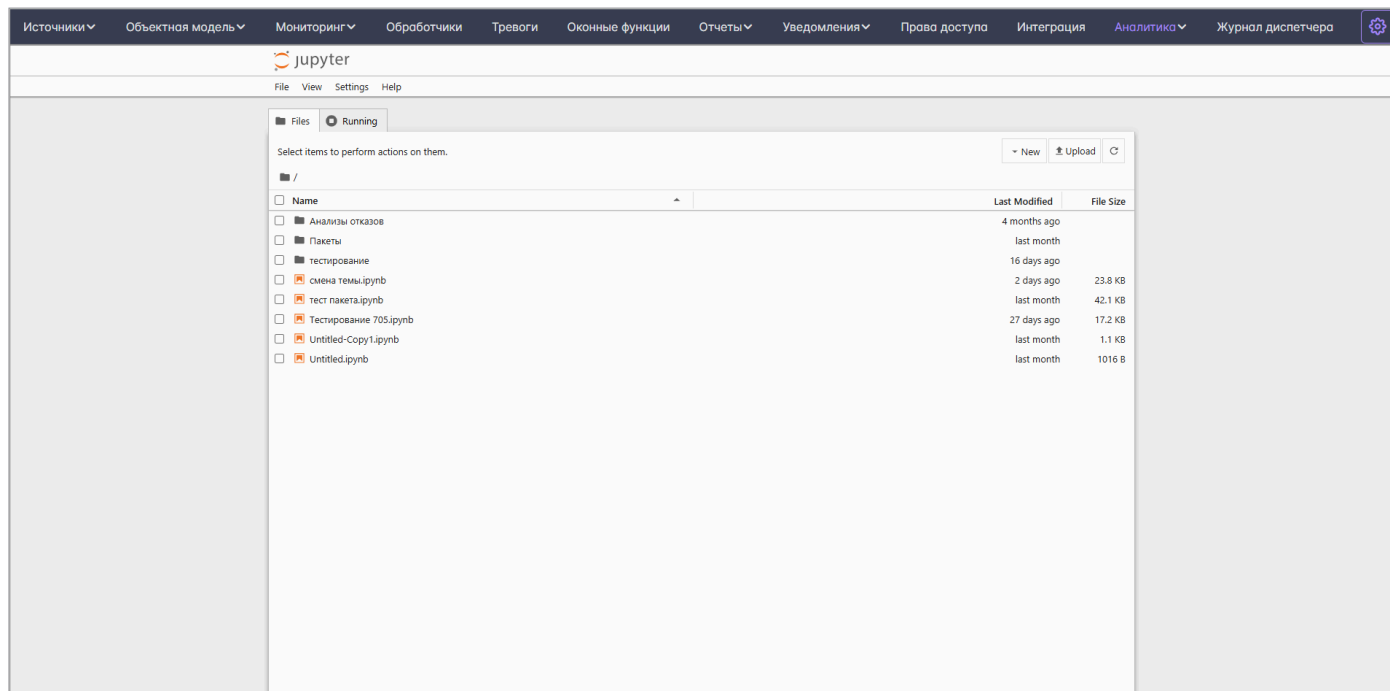 Источники Объектная модель Мониторинг Обработчики Тревоги Оконные функции Отчеты Уведомления Права доступа Интеграция Аналитика Журнал диспетчера
jupyter
File View Settings Help
Files Running
Select items to perform actions on them. New Upload
/
Name Last Modified File Size
Анализы отказов 4 months ago
Пакеты last month
тестирование 16 days ago
смена темы.ipynb 2 days ago 23.8 KB
тест пакета.ipynb last month 42.1 KB
Тестирование 705.ipynb 27 days ago 17.2 KB
Untitled-Copy1.ipynb last month 1.1 KB
Untitled.ipynb last month 1016 B